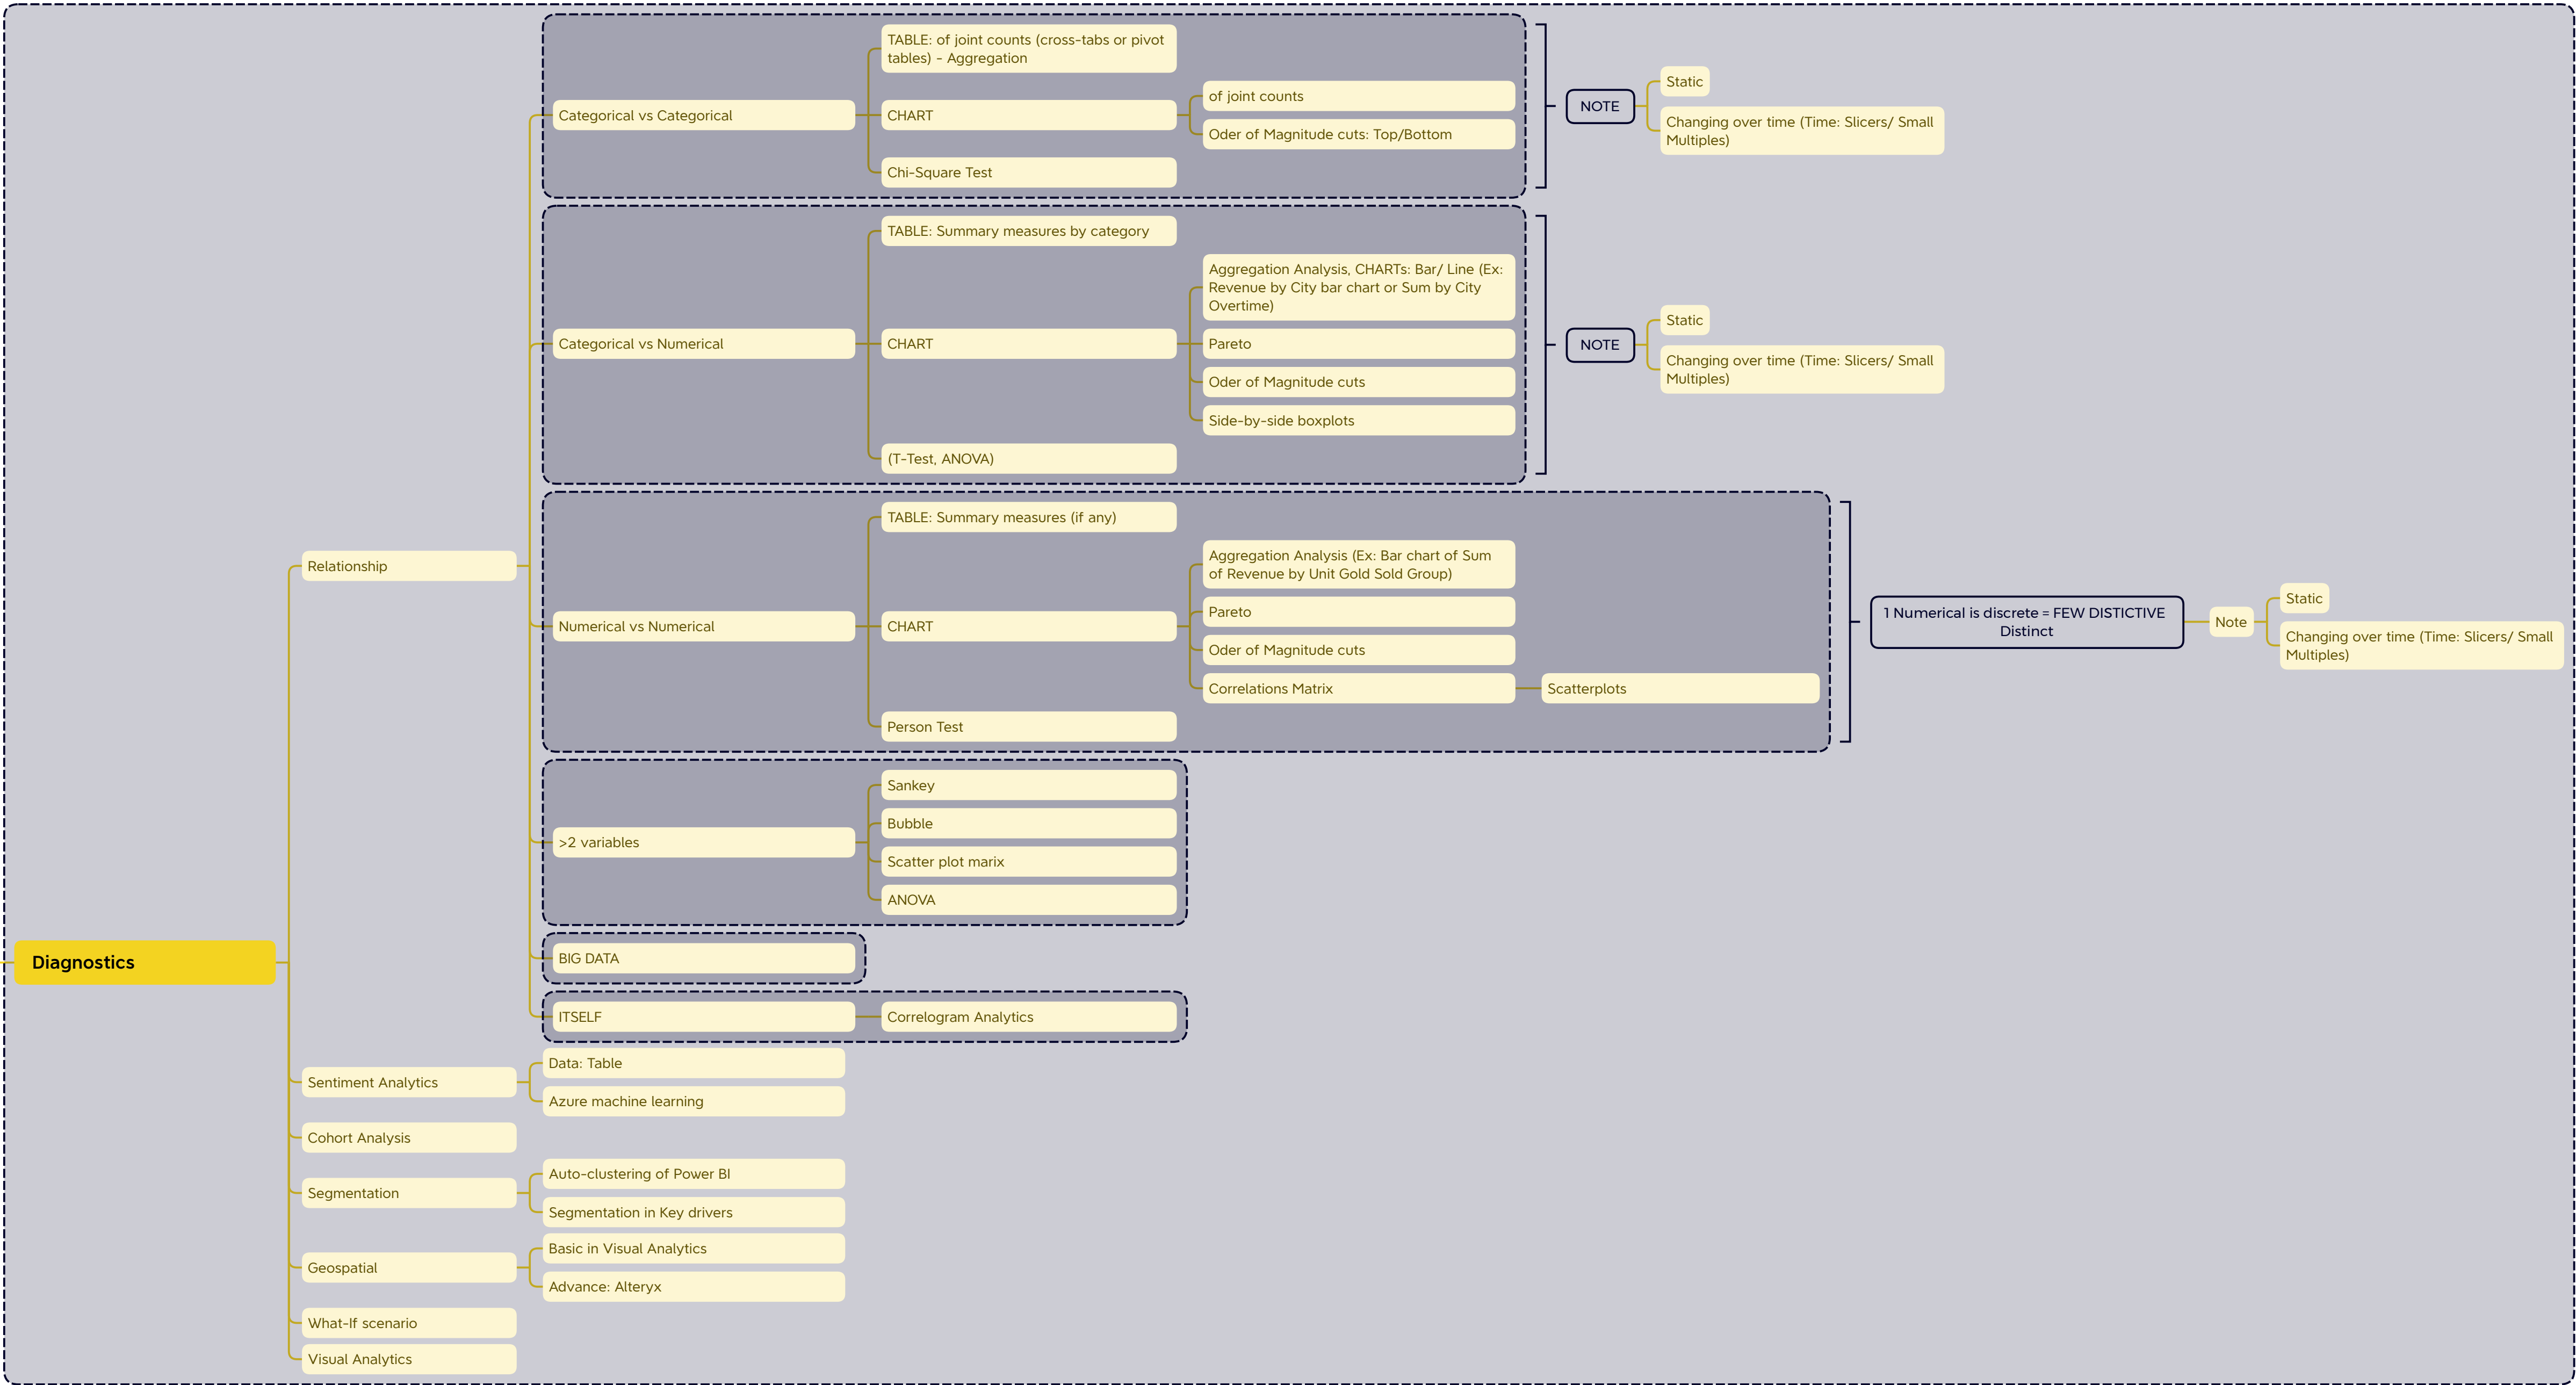 Diagnostics
Relationship
Categorical vs Categorical
TABLE: of joint counts (cross-tabs or pivot
tables) - Aggregation
CHART
of joint counts
Oder of Magnitude cuts: Top/Bottom
Chi-Square Test
NOTE
Static
Changing over time (Time: Slicers/ Small
Multiples)
Categorical vs Numerical
TABLE: Summary measures by category
CHART
Aggregation Analysis, CHARTs: Bar/ Line (Ex:
Revenue by City bar chart or Sum by City
Overtime)
Pareto
Oder of Magnitude cuts
Side-by-side boxplots
(T-Test, ANOVA)
NOTE
Static
Changing over time (Time: Slicers/ Small
Multiples)
Numerical vs Numerical
TABLE: Summary measures (if any)
CHART
Aggregation Analysis (Ex: Bar chart of Sum
of Revenue by Unit Gold Sold Group)
Pareto
Oder of Magnitude cuts
Correlations Matrix
Scatterplots
Person Test
1 Numerical is discrete = FEW DISTICTIVE
Distinct
Note
Static
Changing over time (Time: Slicers/ Small
Multiples)
>2 variables
Sankey
Bubble
Scatter plot marix
ANOVA
BIG DATA
ITSELF
Correlogram Analytics
Sentiment Analytics
Data: Table
Azure machine learning
Cohort Analysis
Segmentation
Auto-clustering of Power BI
Segmentation in Key drivers
Geospatial
Basic in Visual Analytics
Advance: Alteryx
What-If scenario
Visual Analytics